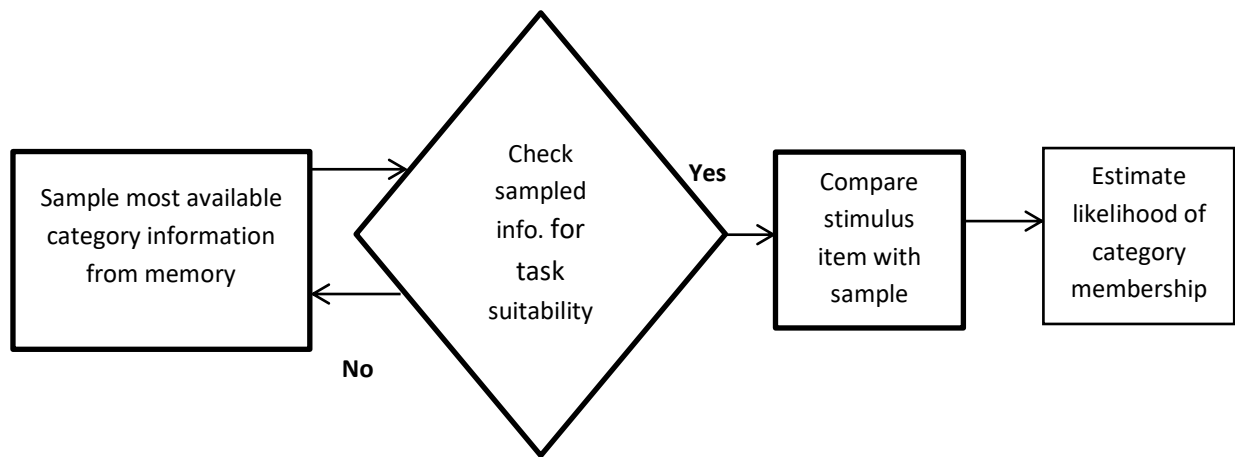 Sample most available
category information
from memory
Check
sampled
info. for
task
suitability
Yes
No
Compare
stimulus
item with
sample
Estimate
likelihood of
category
membership